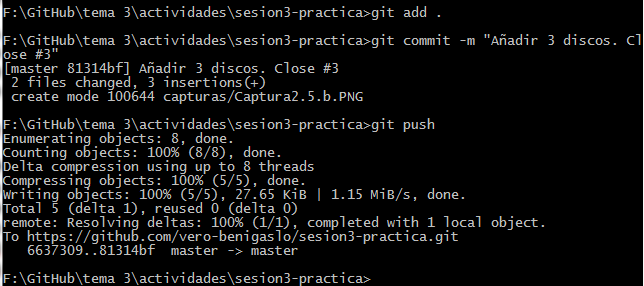 F:\GitHub\tema 3\actividades\sesion3-practica>git add .
F:\GitHub\tema 3\actividades\sesion3-practica>git commit -m "Añadir 3 discos. Cl
ose #3"
[master 81314bf] Añadir 3 discos. Close #3
 2 files changed, 3 insertions(+)
 create mode 100644 capturas/Captura2.5.b.PNG
F:\GitHub\tema 3\actividades\sesion3-practica>git push
Enumerating objects: 8, done.
Counting objects: 100% (8/8), done.
Delta compression using up to 8 threads
Compressing objects: 100% (5/5), done.
Writing objects: 100% (5/5), 27.65 KiB | 1.15 MiB/s, done.
Total 5 (delta 1), reused 0 (delta 0)
remote: Resolving deltas: 100% (1/1), completed with 1 local object.
To https://github.com/vero-benigaslo/sesion3-practica.git
   6637309..81314bf  master -> master
F:\GitHub\tema 3\actividades\sesion3-practica>